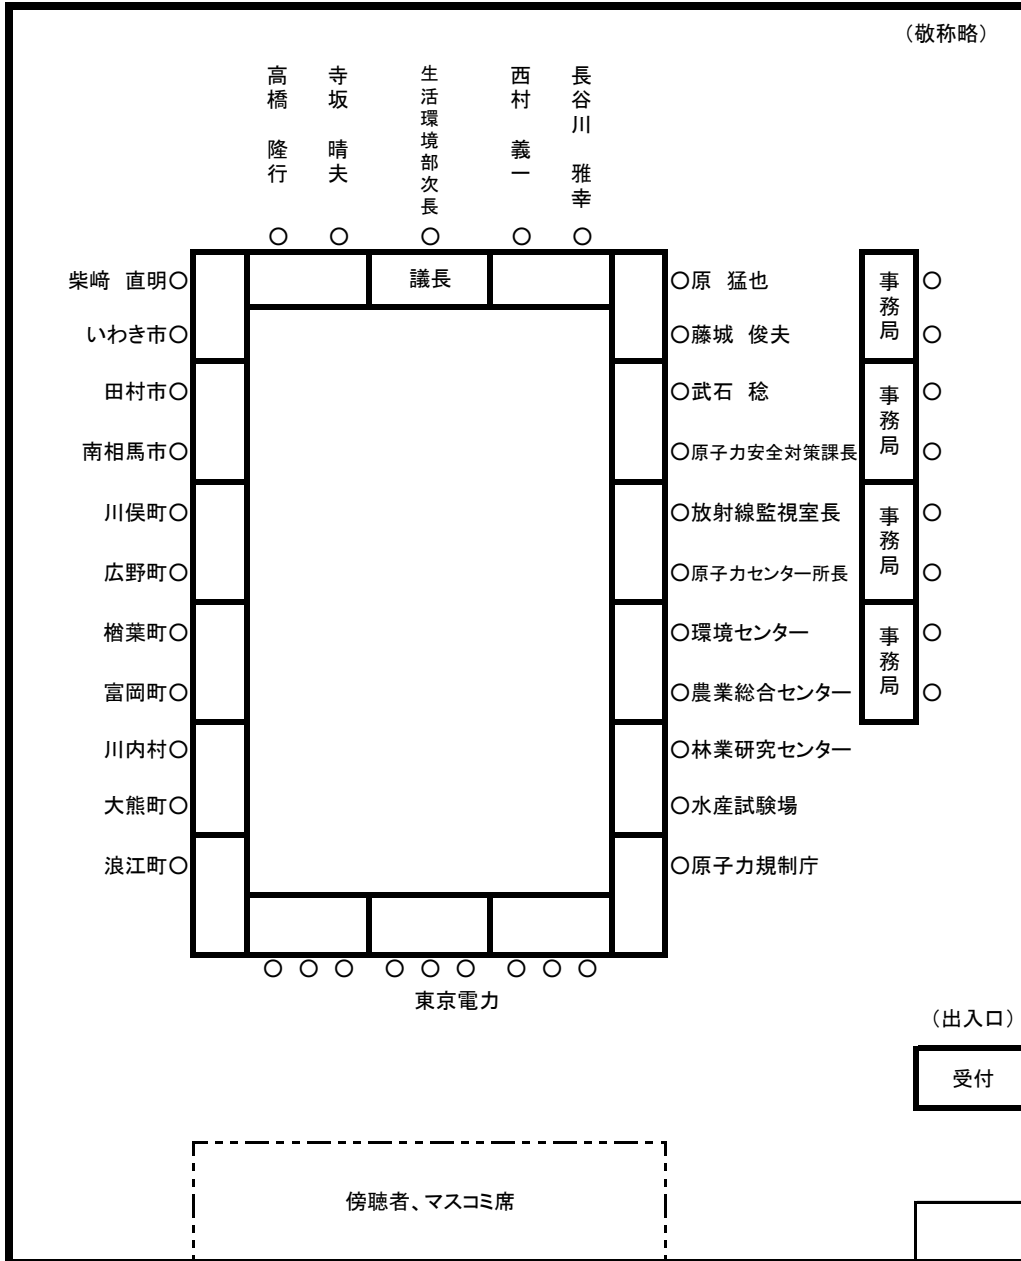 （敬称略）
高橋　隆行
寺坂　晴夫
生活環境部次長
西村　義一
長谷川　雅幸
議長
柴﨑　直明○
いわき市○
田村市○
南相馬市○
川俣町○
広野町○
楢葉町○
富岡町○
川内村○
大熊町○
浪江町○
○原　猛也
○藤城　俊夫
○武石　稔
○原子力安全対策課長
○放射線監視室長
○原子力センター所長
○環境センター
○農業総合センター
○林業研究センター
○水産試験場
○原子力規制庁
事務局
事務局
事務局
事務局
東京電力
（出入口）
受付
傍聴者、マスコミ席